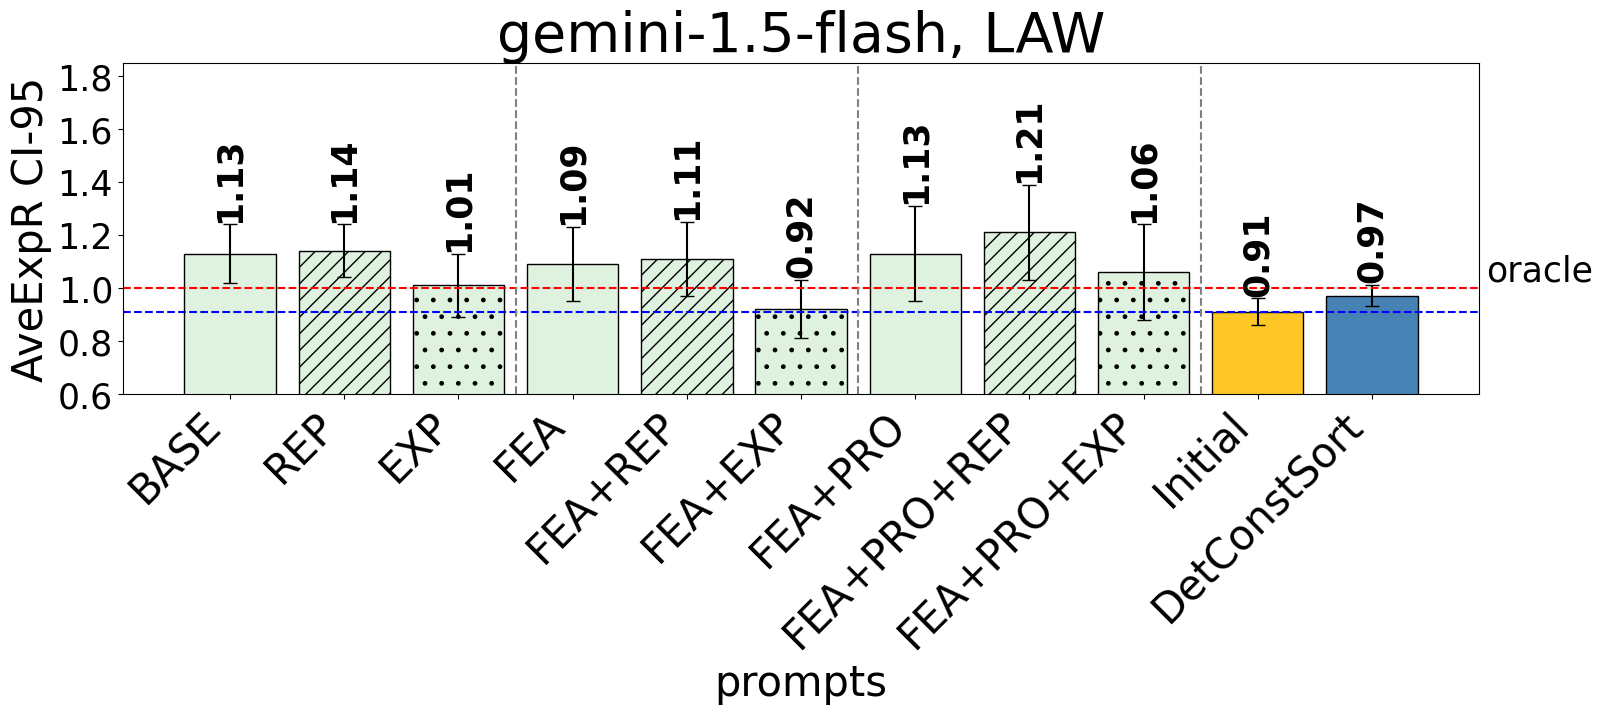 gemini-1.5-flash, LAW
AveExpR CI-95
1.8
1.6
1.4
1.2
1.0
0.8
0.6
1.13
1.14
1.01
1.09
1.11
0.92
1.13
1.21
1.06
0.91
0.97
oracle
BASE
REP
EXP
FEA
FEA+REP
FEA+EXP
FEA+PRO
FEA+PRO+REP
FEA+PRO+EXP
Initial
DetConstSort
prompts